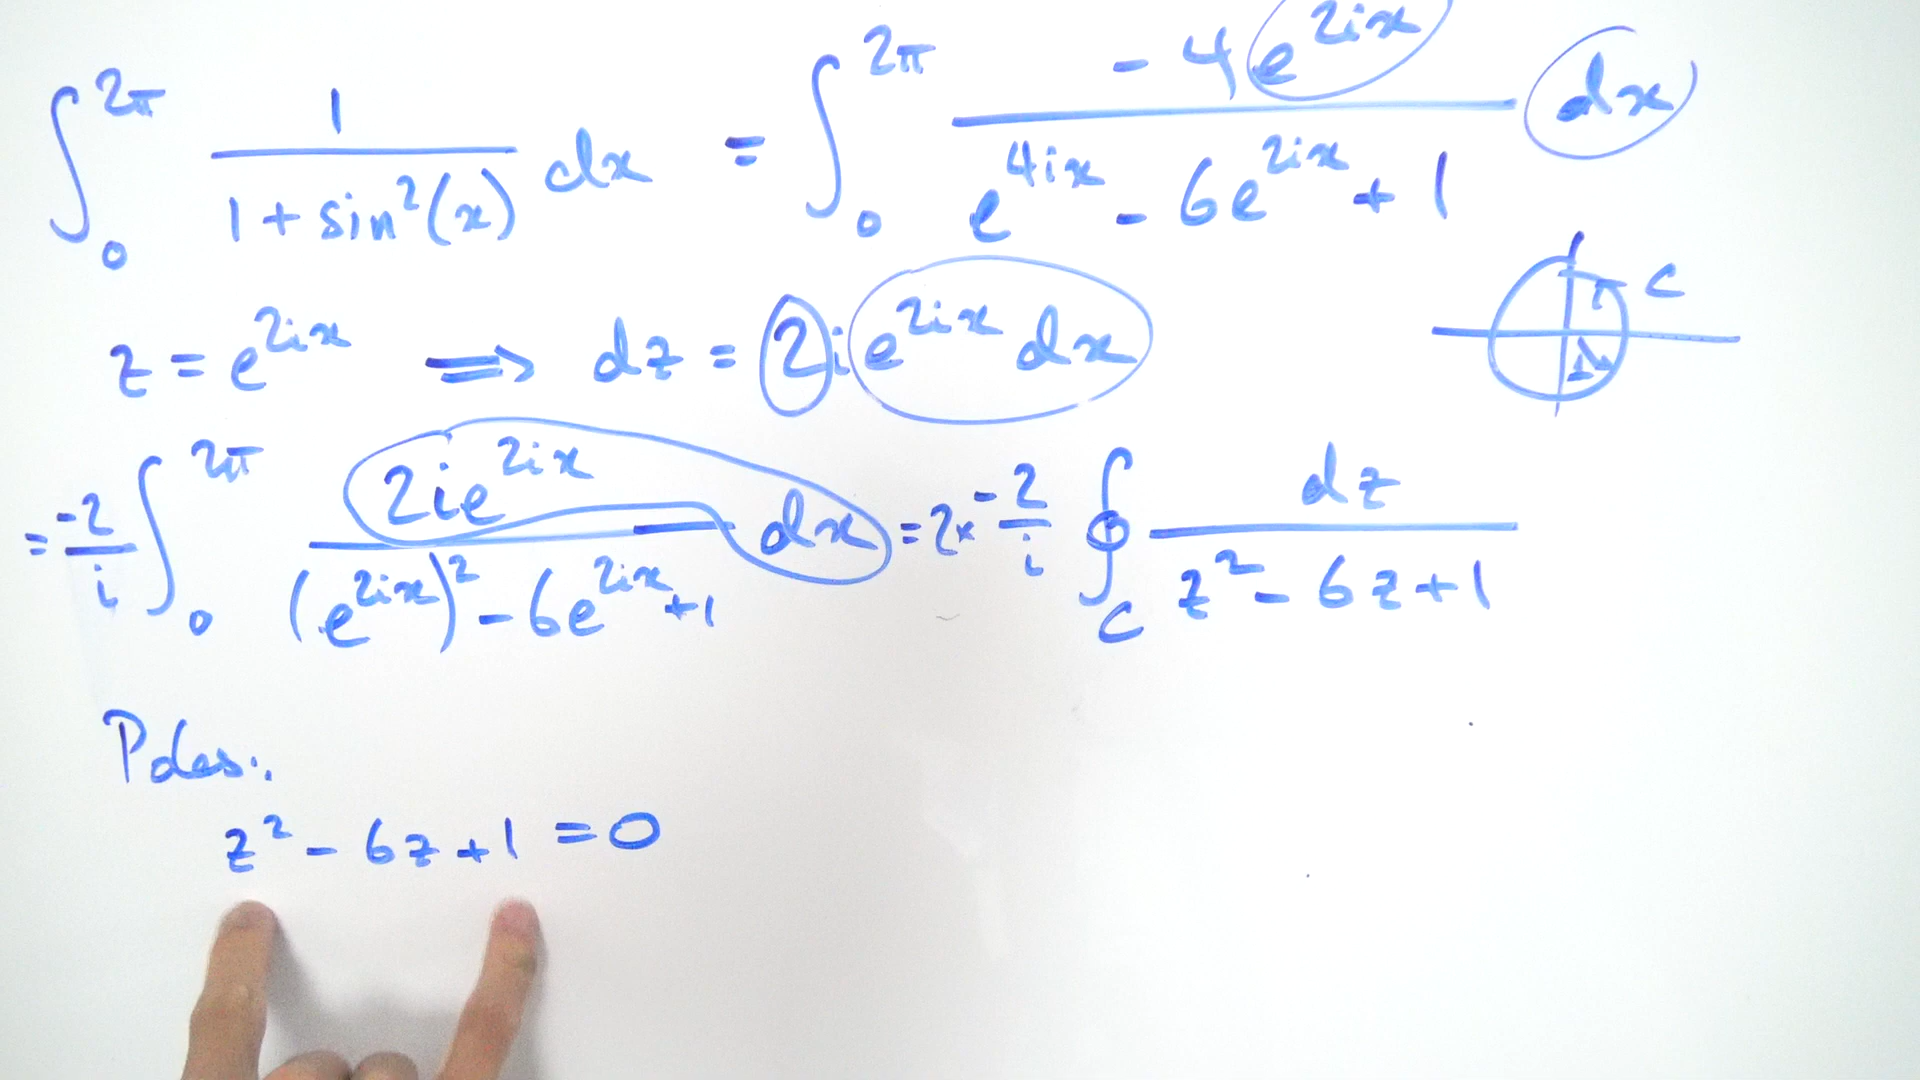 ∫₀^2π 1/(1 + sin²(x)) dx = ∫₀^2π -4e^2ix/(e^4ix - 6e^2ix + 1) dx
z = e^2ix ⟹ dz = 2ie^2ix dx
C
= -2/i ∫₀^2π 2ie^2ix/((e^2ix)² - 6e^2ix + 1) dx = 2× -2/i ∮_C dz/(z² - 6z + 1)
Poles:
z² - 6z + 1 = 0